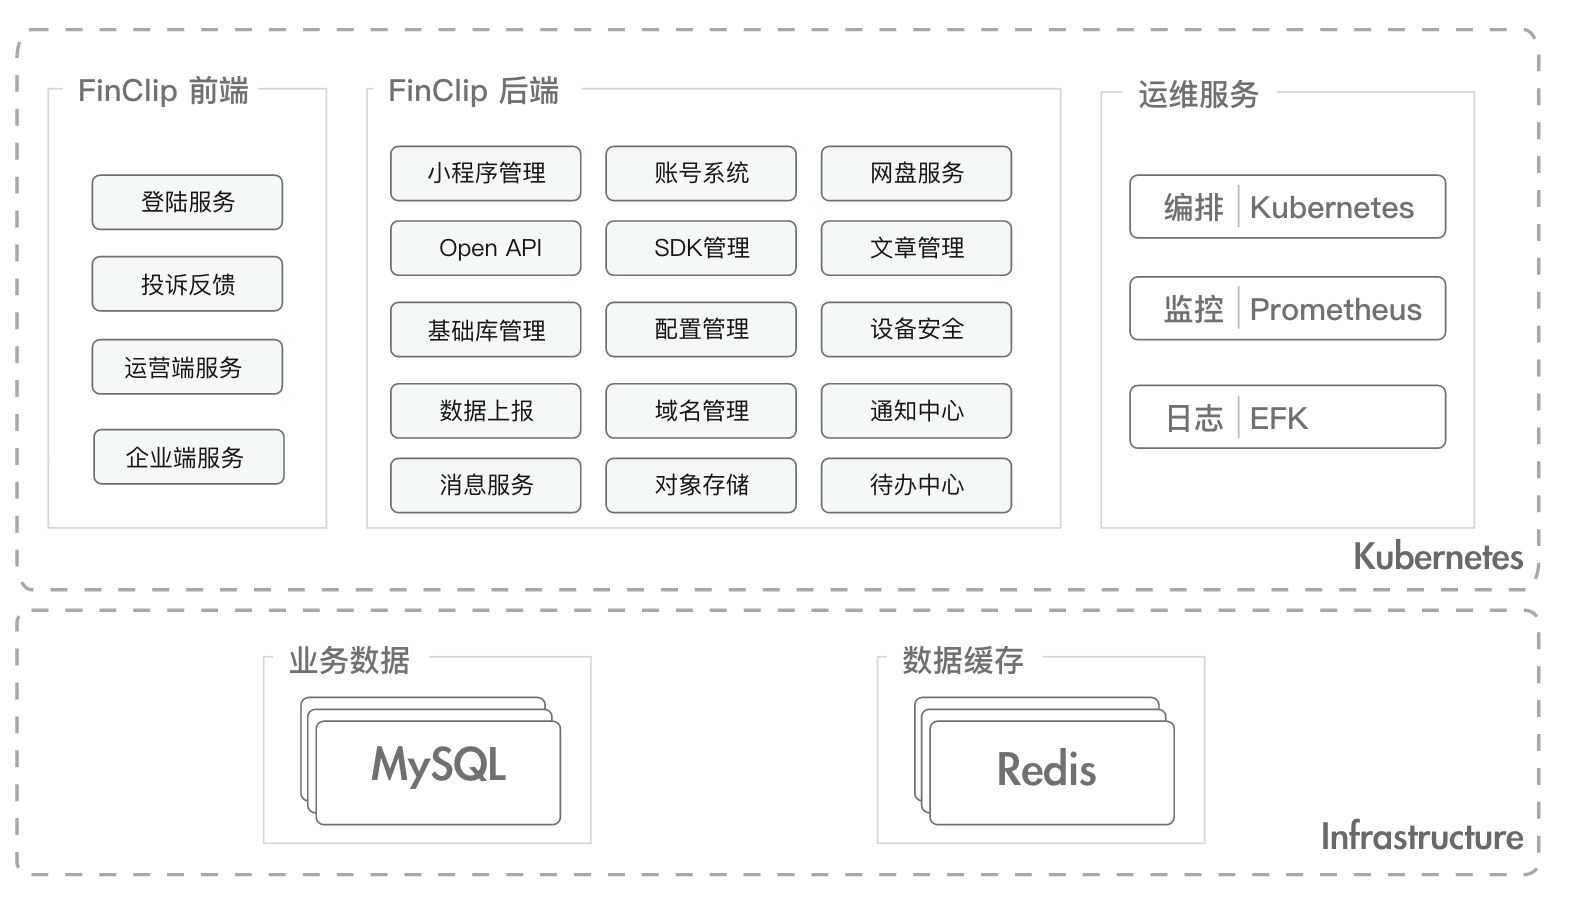 FinClip 前端
登陆服务
投诉反馈
运营端服务
企业端服务
FinClip 后端
小程序管理
账号系统
网盘服务
Open API
SDK管理
文章管理
基础库管理
配置管理
设备安全
数据上报
域名管理
通知中心
消息服务
对象存储
待办中心
运维服务
编排 Kubernetes
监控 Prometheus
日志 EFK
Kubernetes
业务数据
MySQL
数据缓存
Redis
Infrastructure